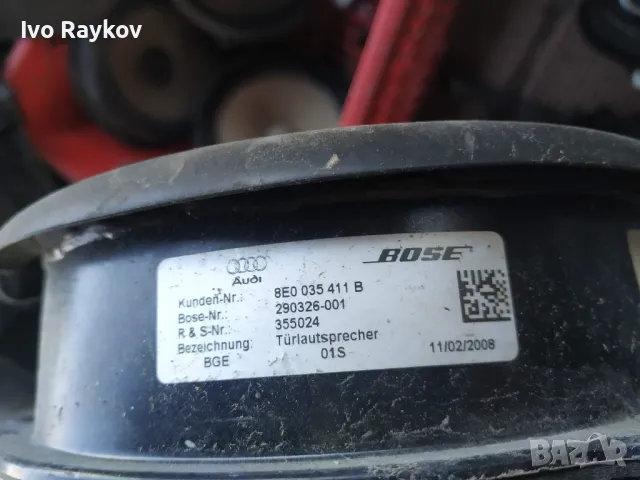 Ivo Raykov
Audi
BOSE
Kunden-Nr.: 8E0 035 411 B
Bose-Nr.: 290326-001
R & S-Nr.: 355024
Bezeichnung: Türlautsprecher
BGE 01S 11/02/2008
BAZAR